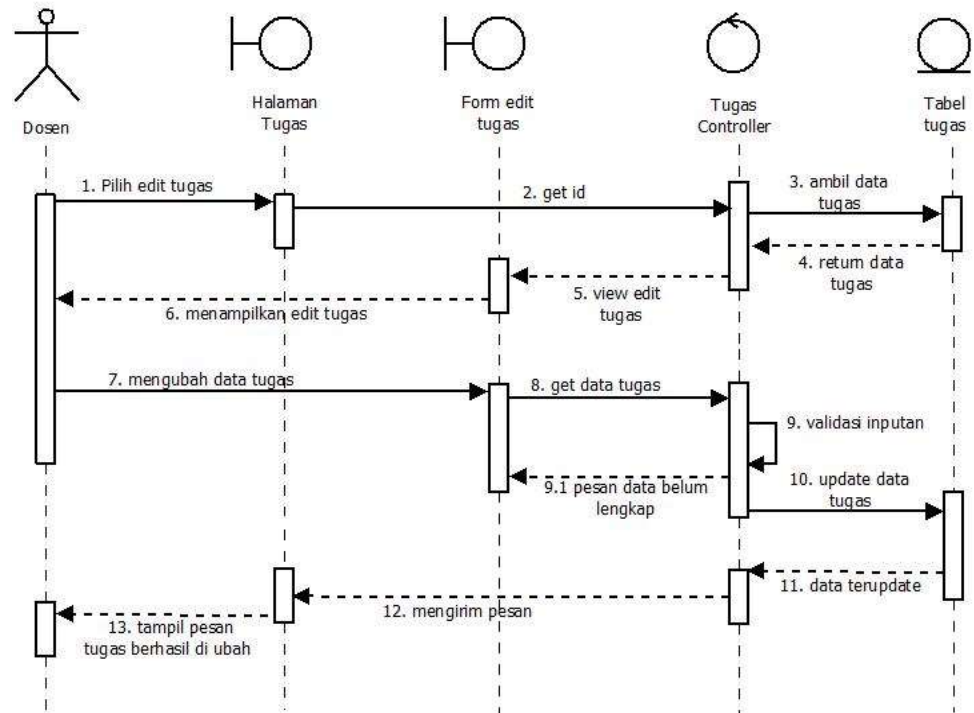 Dosen
Halaman
Tugas
Form edit
tugas
Tugas
Controller
Tabel
tugas
1. Pilih edit tugas
2. get id
3. ambil data
tugas
4. return data
tugas
5. view edit
tugas
6. menampilkan edit tugas
7. mengubah data tugas
8. get data tugas
9. validasi inputan
9.1 pesan data belum
lengkap
10. update data
tugas
11. data terupdate
12. mengirim pesan
13. tampil pesan
tugas berhasil di ubah